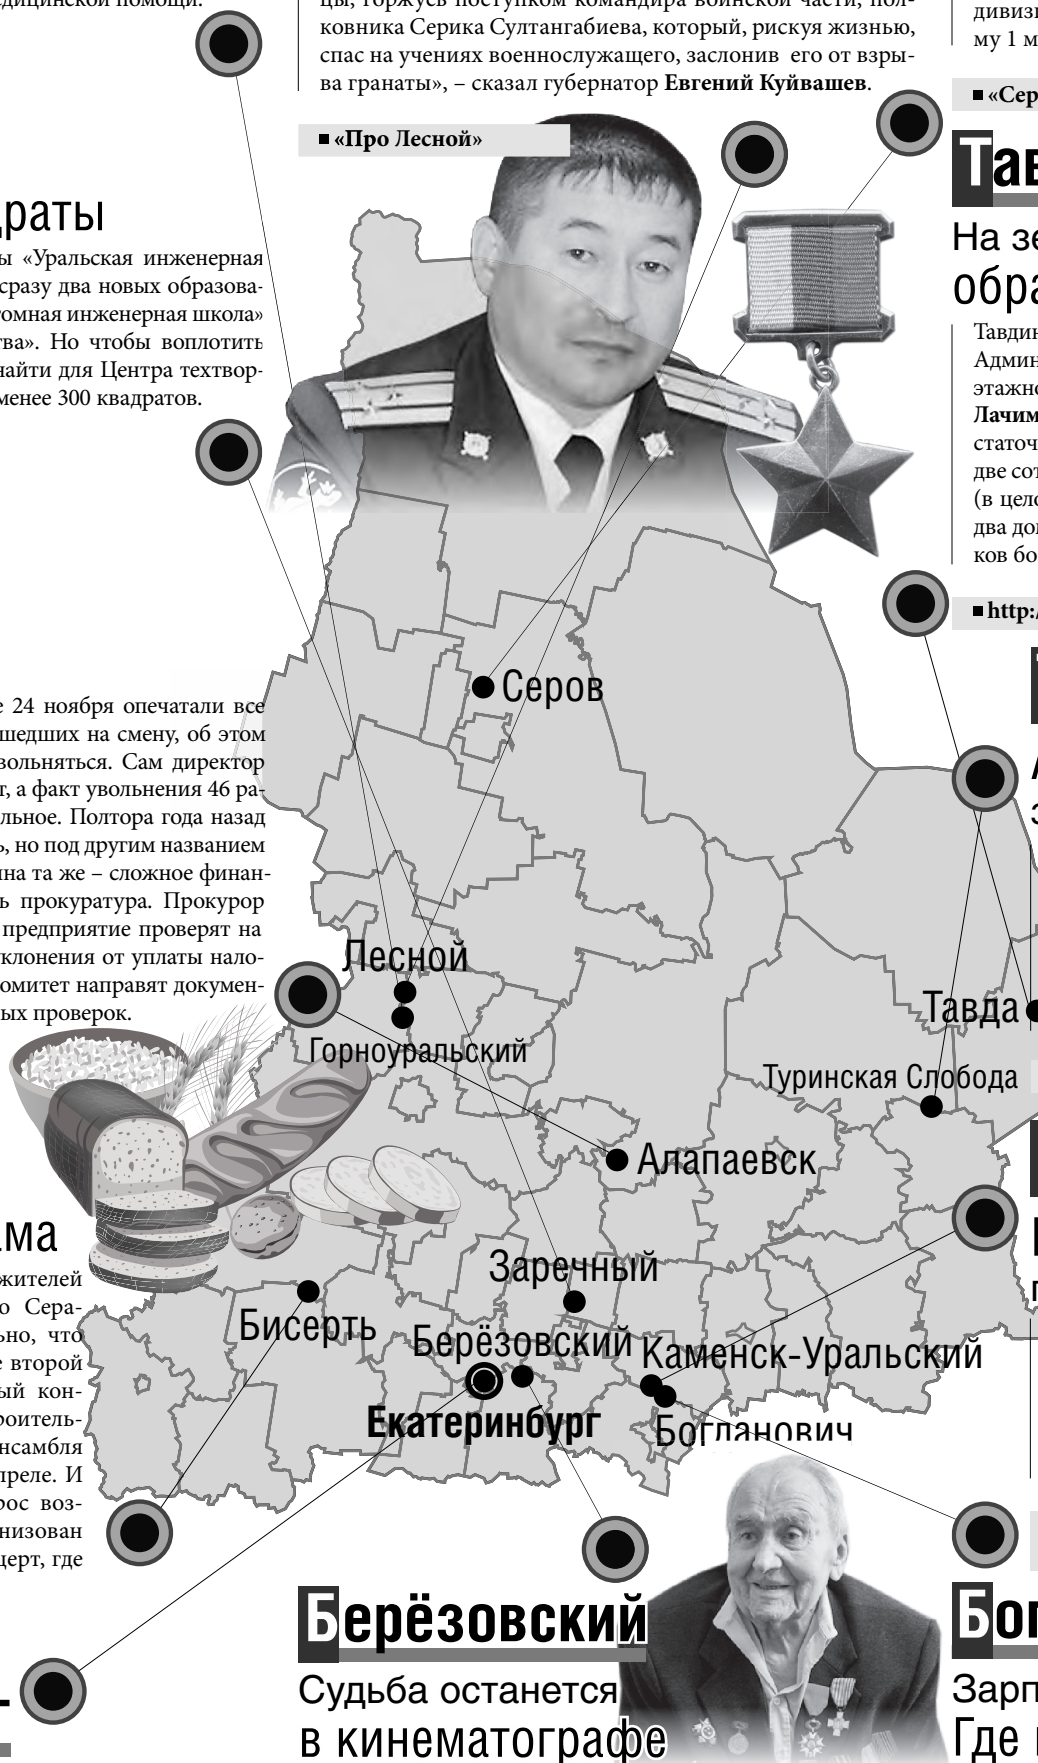 едицинской помощи.
драты
ы «Уральская инженерная
сразу два новых образова-
томная инженерная школа»
тва». Но чтобы воплотить
найти для Центра техтвор-
менее 300 квадратов.
е 24 ноября опечатали все
шедших на смену, об этом
вольняться. Сам директор
т, а факт увольнения 46 ра-
льное. Полтора года назад
ь, но под другим названием
ина та же – сложное финан-
ь прокуратура. Прокурор
предприятие проверят на
клонения от уплаты нало-
омитет направят докумен-
ых проверок.
ама
жителей
о Сера-
ьно, что
е второй
ый кон-
роитель-
нсамбля
преле. И
рос воз-
низован
церт, где
цы, горжусь поступком командира воинской части, пол-
ковника Серика Султангабиева, который, рискуя жизнью,
спас на учениях военнослужащего, заслонив его от взры-
ва гранаты», – сказал губернатор Евгений Куйвашев.
«Про Лесной»
Серов
Лесной
Горноуральский
Тавда
Туринская Слобода
Алапаевск
Заречный
Бисерть
Берёзовский
Каменск-Уральский
Екатеринбург
Богданович
Берёзовский
Судьба останется
в кинематографе
дивизи
му 1 м
«Сер
Тав
На зе
обра
Тавдин
Админ
этажно
Лачим
статоч
две сот
(в цело
два дом
ков бо
http:/
Бог
Зарп
Где